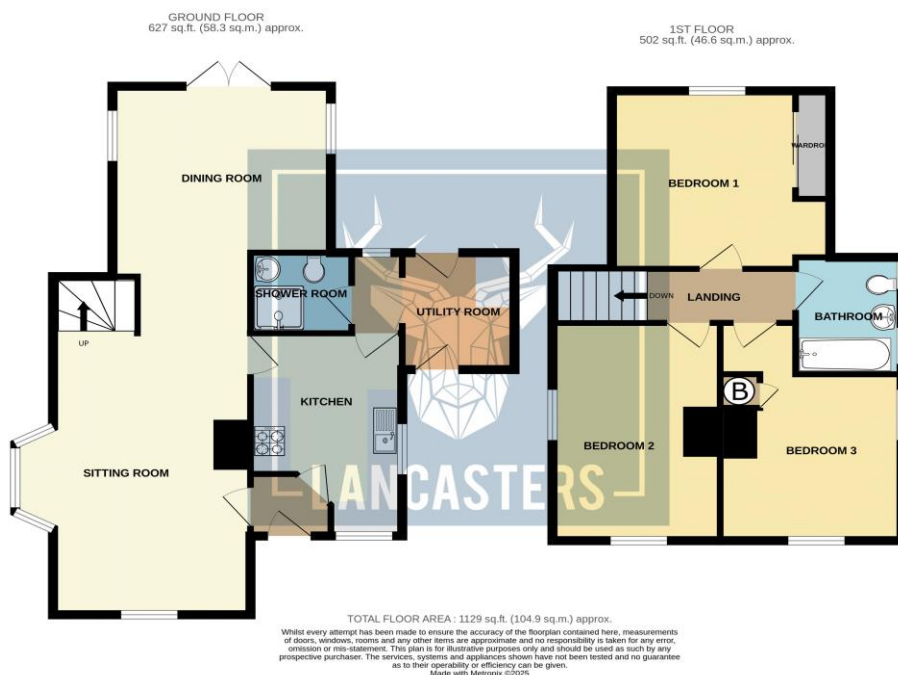 GROUND FLOOR
627 sq.ft. (58.3 sq.m.) approx.
DINING ROOM
SHOWER ROOM
UTILITY ROOM
UP
KITCHEN
SITTING ROOM
1ST FLOOR
502 sq.ft. (46.6 sq.m.) approx.
WARDROB
BEDROOM 1
DOWN
LANDING
BATHROOM
B
BEDROOM 2
BEDROOM 3
LANCASTERS
TOTAL FLOOR AREA : 1129 sq.ft. (104.9 sq.m.) approx.
Whilst every attempt has been made to ensure the accuracy of the floorplan contained here, measurements
of doors, windows, rooms and any other items are approximate and no responsibility is taken for any error,
omission or mis-statement. This plan is for illustrative purposes only and should be used as such by any
prospective purchaser. The services, systems and appliances shown have not been tested and no guarantee
as to their operability or efficiency can be given.
Made with Metropix ©2025